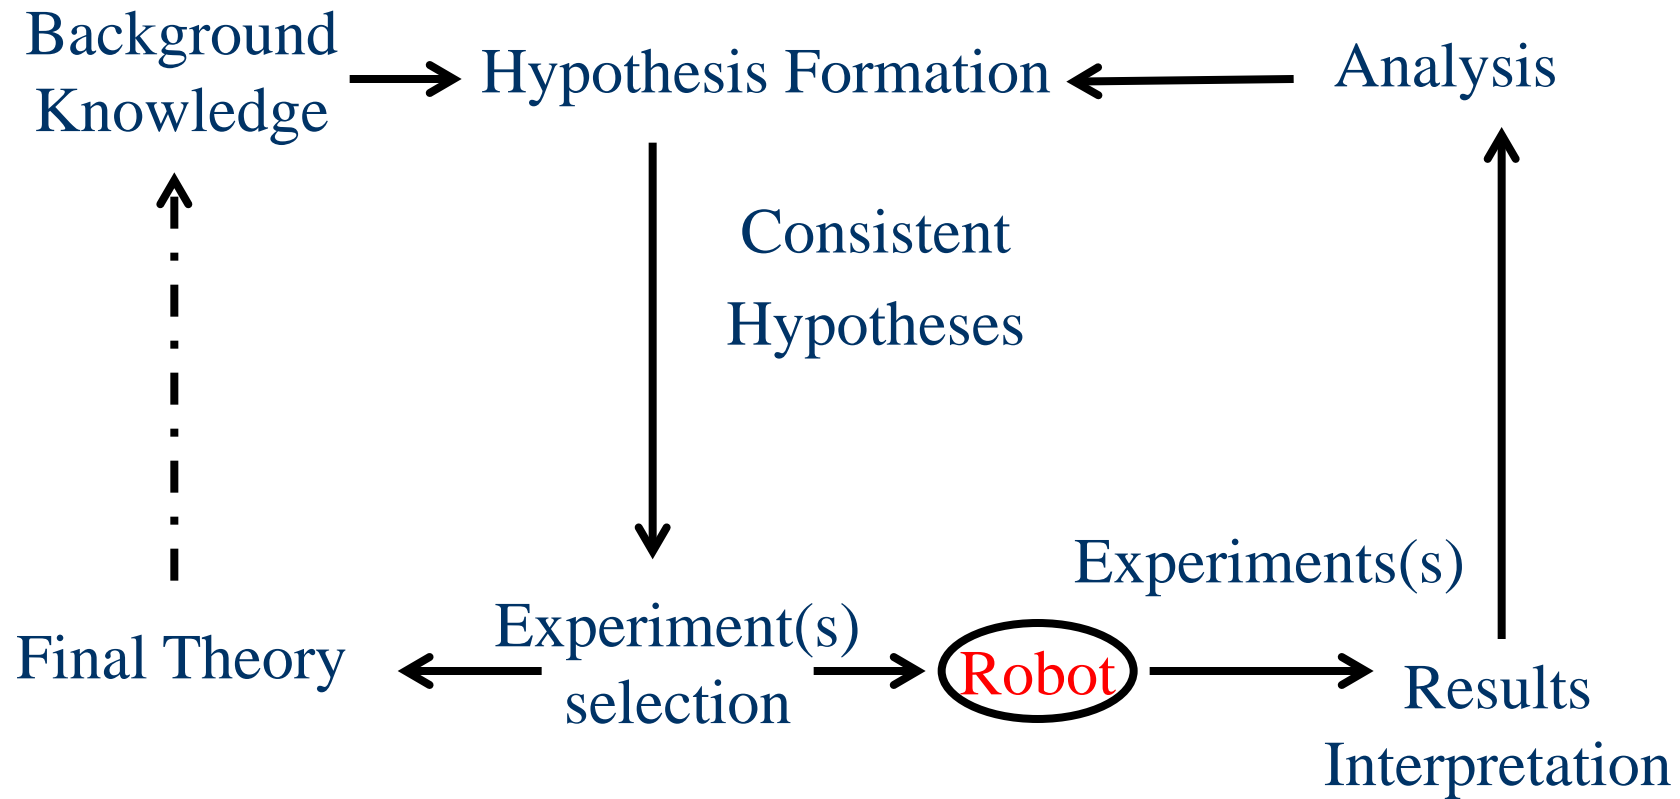 Background
Knowledge
Hypothesis Formation
Analysis
Consistent
Hypotheses
Experiments(s)
Final Theory
Experiment(s)
selection
Robot
Results
Interpretation